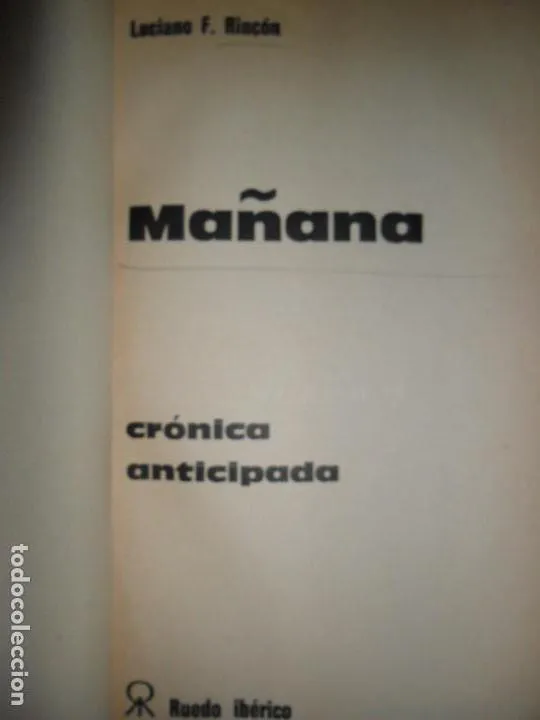 Luciano F. Rincón
Mañana
crónica
anticipada
Ruedo ibérico
todocoleccion